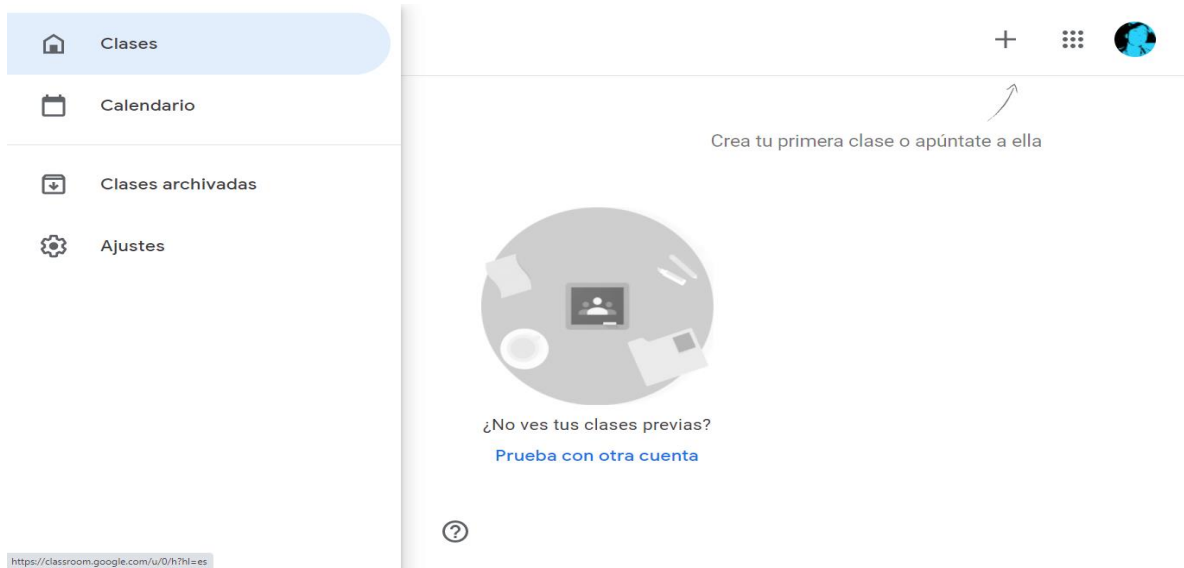 Clases
Calendario
Clases archivadas
Ajustes
Crea tu primera clase o apúntate a ella
¿No ves tus clases previas?
Prueba con otra cuenta
https://classroom.google.com/u/0/h?hl=es